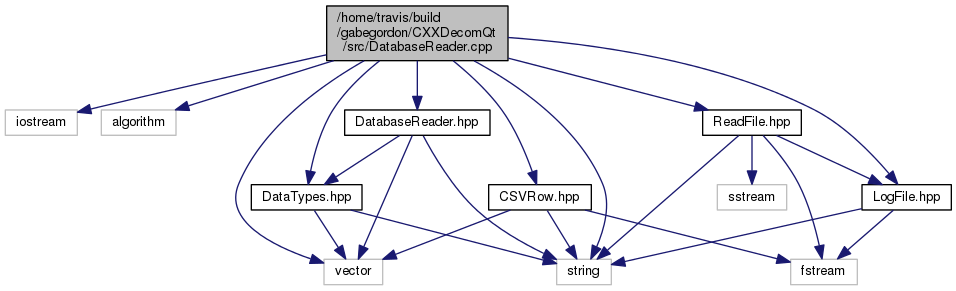 /home/travis/build
/gabegordon/CXXDecomQt
/src/DatabaseReader.cpp
iostream
algorithm
DatabaseReader.hpp
ReadFile.hpp
DataTypes.hpp
CSVRow.hpp
sstream
LogFile.hpp
vector
string
fstream